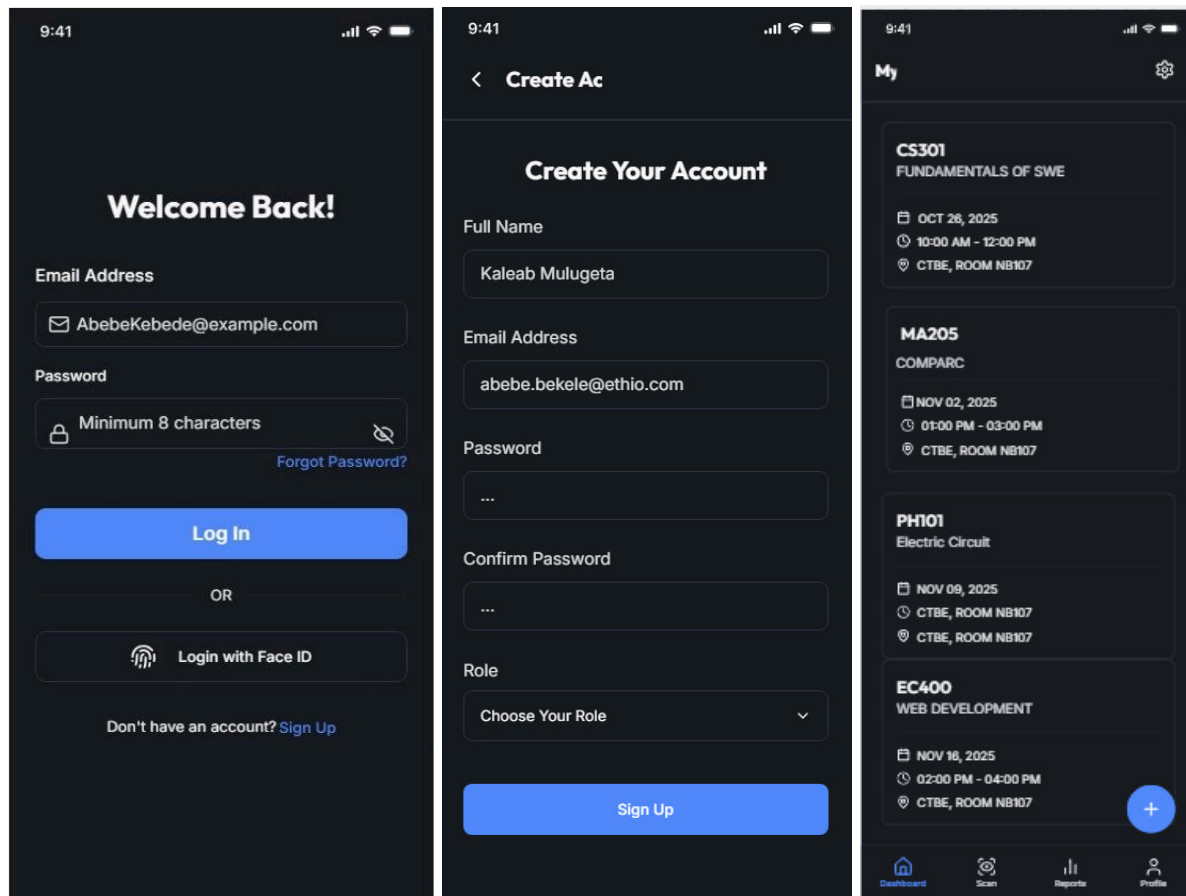 9:41
Welcome Back!
Email Address
AbebeKebede@example.com
Password
Minimum 8 characters
Forgot Password?
Log In
OR
Login with Face ID
Don't have an account? Sign Up
9:41
Create Ac
Create Your Account
Full Name
Kaleab Mulugeta
Email Address
abebe.bekele@ethio.com
Password
...
Confirm Password
...
Role
Choose Your Role
Sign Up
9:41
My
CS301
FUNDAMENTALS OF SWE
OCT 26, 2025
10:00 AM - 12:00 PM
CTBE, ROOM NB107
MA205
COMPARC
NOV 02, 2025
01:00 PM - 03:00 PM
CTBE, ROOM NB107
PH101
Electric Circuit
NOV 09, 2025
CTBE, ROOM NB107
CTBE, ROOM NB107
EC400
WEB DEVELOPMENT
NOV 16, 2025
02:00 PM - 04:00 PM
CTBE, ROOM NB107
+
Dashboard Scan Reports Profile